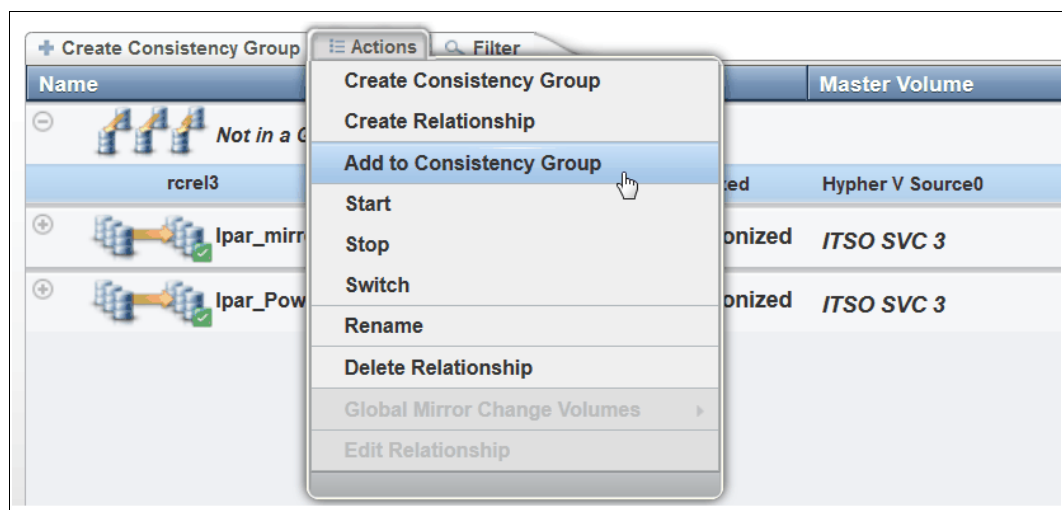 Create Consistency Group Actions Filter
Name Master Volume
Create Consistency Group
Create Relationship
Not in a
Add to Consistency Group
rcrel3 Hypher V Source0
Start
lpar_mirr onized ITSO SVC 3
Stop
Switch
lpar_Pow onized ITSO SVC 3
Rename
Delete Relationship
Global Mirror Change Volumes
Edit Relationship